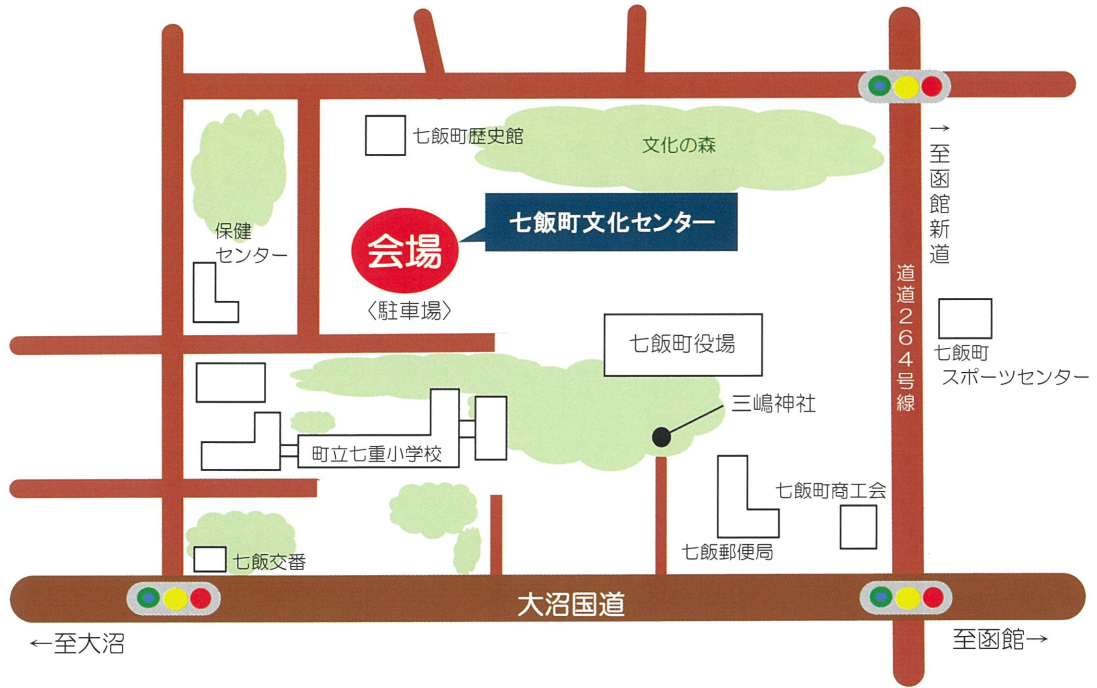 七飯町歴史館
文化の森
→至函館新道
七飯町文化センター
保健
センター
会場
〈駐車場〉
道道264号線
七飯町役場
七飯町
スポーツセンター
三嶋神社
町立七重小学校
七飯町商工会
七飯郵便局
七飯交番
大沼国道
←至大沼
至函館→